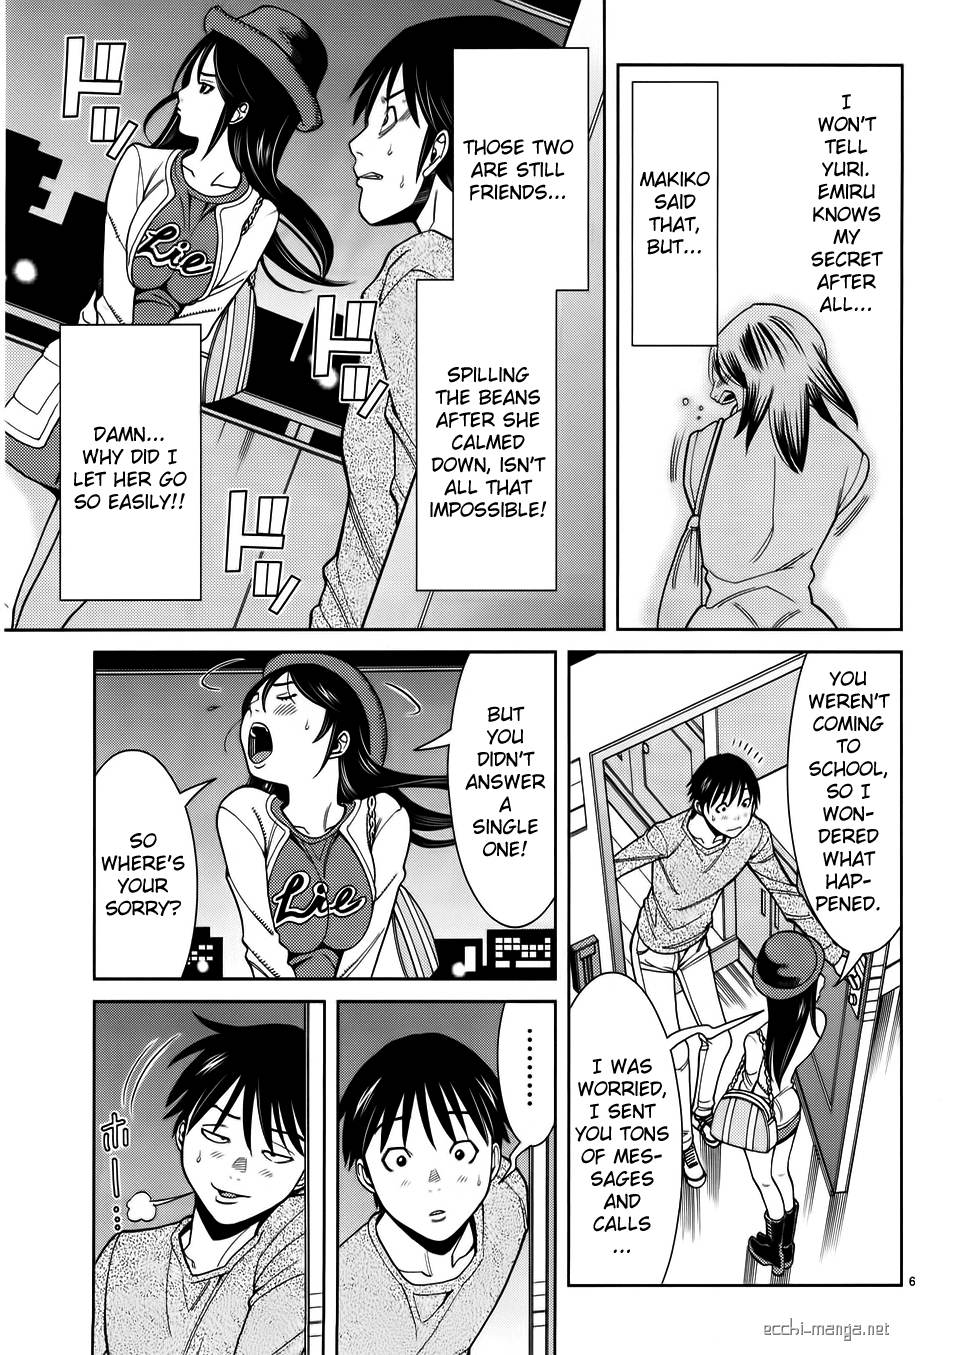 I
WON'T
TELL
YURI.
EMIRU
KNOWS
MY
SECRET
AFTER
ALL...
MAKIKO
SAID
THAT,
BUT...
THOSE TWO
ARE STILL
FRIENDS...
SPILLING
THE BEANS
AFTER SHE
CALMED
DOWN, ISN'T
ALL THAT
IMPOSSIBLE!
ドドッ
ドドッ
ドドッ
Lie
DAMN...
WHY DID I
LET HER GO
SO EASILY!!
YOU
WEREN'T
COMING
TO
SCHOOL,
SO I
WON-
DERED
WHAT
HAP-
PENED.
I WAS
WORRIED,
I SENT
YOU TONS
OF MES-
SAGES
AND
CALLS
...
BUT
YOU
DIDN'T
ANSWER
A
SINGLE
ONE!
SO
WHERE'S
YOUR
SORRY?
Lie
........
ホー…
6
ecchi-manga.net